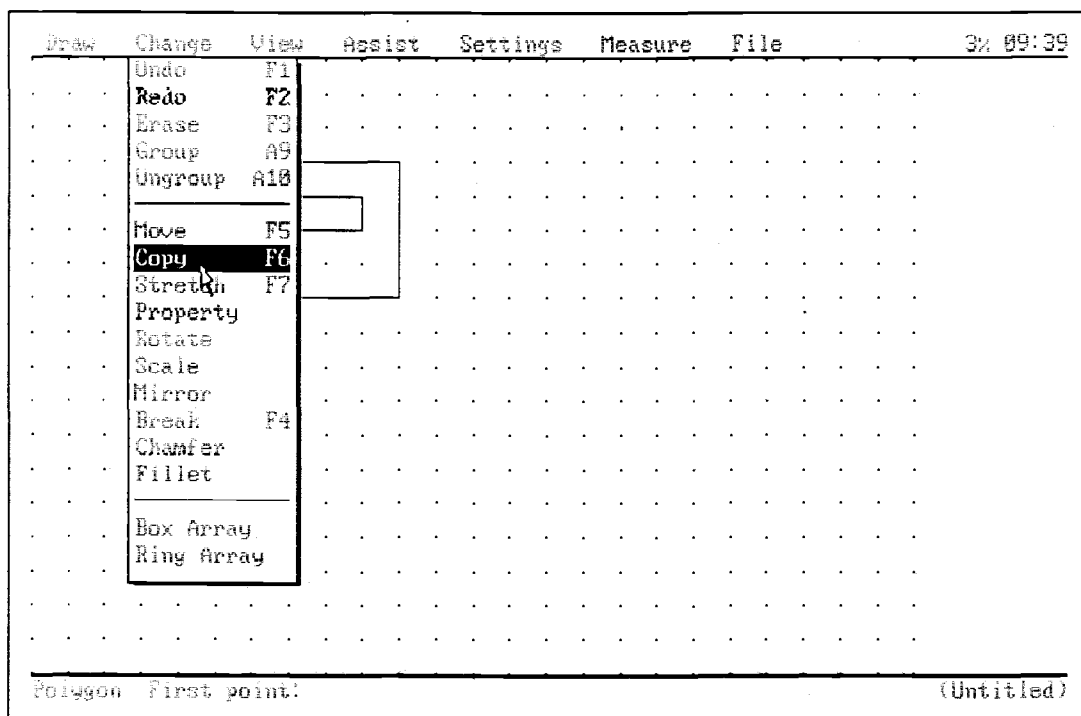 Draw Change View Assist Settings Measure File 3% 09:39
Undo F1
Redo F2
Erase F3
Group A9
Ungroup A10
Move F5
Copy F6
Stretch F7
Property
Rotate
Scale
Mirror
Break F4
Chamfer
Fillet
Box Array
Ring Array
Polygon First point: (Untitled)